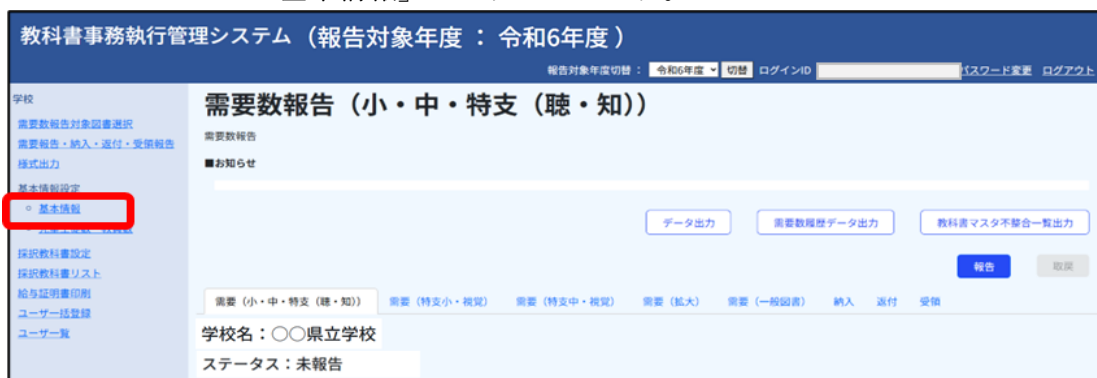 基本情報」
教科書事務執行管理システム（報告対象年度：令和6年度）
報告対象年度切替： 令和6年度 切替 ログインID パスワード変更 ログアウト
学校
需要数報告対象図書選択
需要報告・納入・返付・受領報告
様式出力
基本情報設定
基本情報
採択教科書設定
採択教科書リスト
給与証明書印刷
ユーザー括登録
ユーザ一覧
需要数報告（小・中・特支（聴・知））
需要数報告
■お知らせ
データ出力 需要数履歴データ出力 教科書マスタ不整合一覧出力
報告 取戻
需要（小・中・特支（聴・知）） 需要（特支小・視覚） 需要（特支中・視覚） 需要（拡大） 需要（一般図書） 納入 返付 受領
学校名：○○県立学校
ステータス：未報告